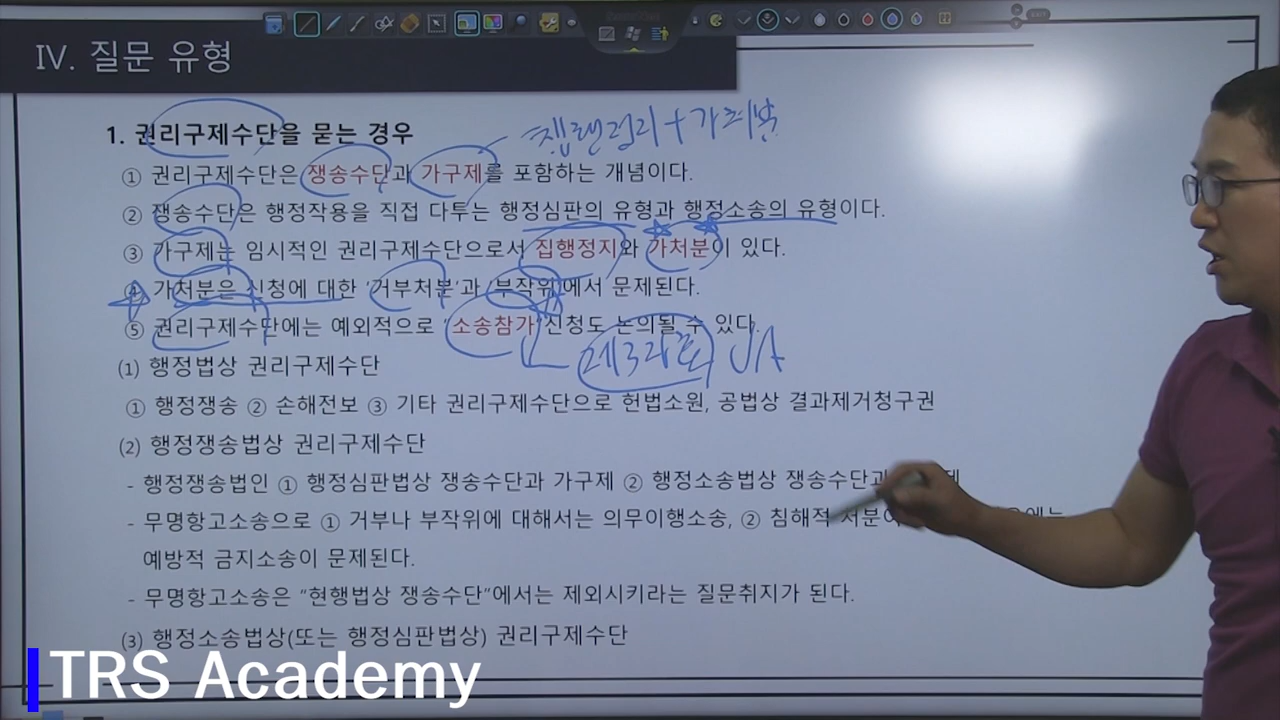 Ⅳ. 질문 유형
1. 권리구제수단을 묻는 경우
① 권리구제수단은 쟁송수단과 가구제를 포함하는 개념이다.
② 쟁송수단은 행정작용을 직접 다투는 행정심판의 유형과 행정소송의 유형이다.
③ 가구제는 임시적인 권리구제수단으로서 집행정지와 가처분이 있다.
④ 가처분은 신청에 대한 '거부처분'과 '부작위'에서 문제된다.
⑤ 권리구제수단에는 예외적으로 "소송참가"신청도 논의될 수 있다.
제3자효 JA
(1) 행정법상 권리구제수단
① 행정쟁송 ② 손해전보 ③ 기타 권리구제수단으로 헌법소원, 공법상 결과제거청구권
(2) 행정쟁송법상 권리구제수단
- 행정쟁송법인 ① 행정심판법상 쟁송수단과 가구제 ② 행정소송법상 쟁송수단과
- 무명항고소송으로 ① 거부나 부작위에 대해서는 의무이행소송, ② 침해적
예방적 금지소송이 문제된다.
- 무명항고소송은 "현행법상 쟁송수단"에서는 제외시키라는 질문취지가 된다.
(3) 행정소송법상(또는 행정심판법상) 권리구제수단
TRS Academy